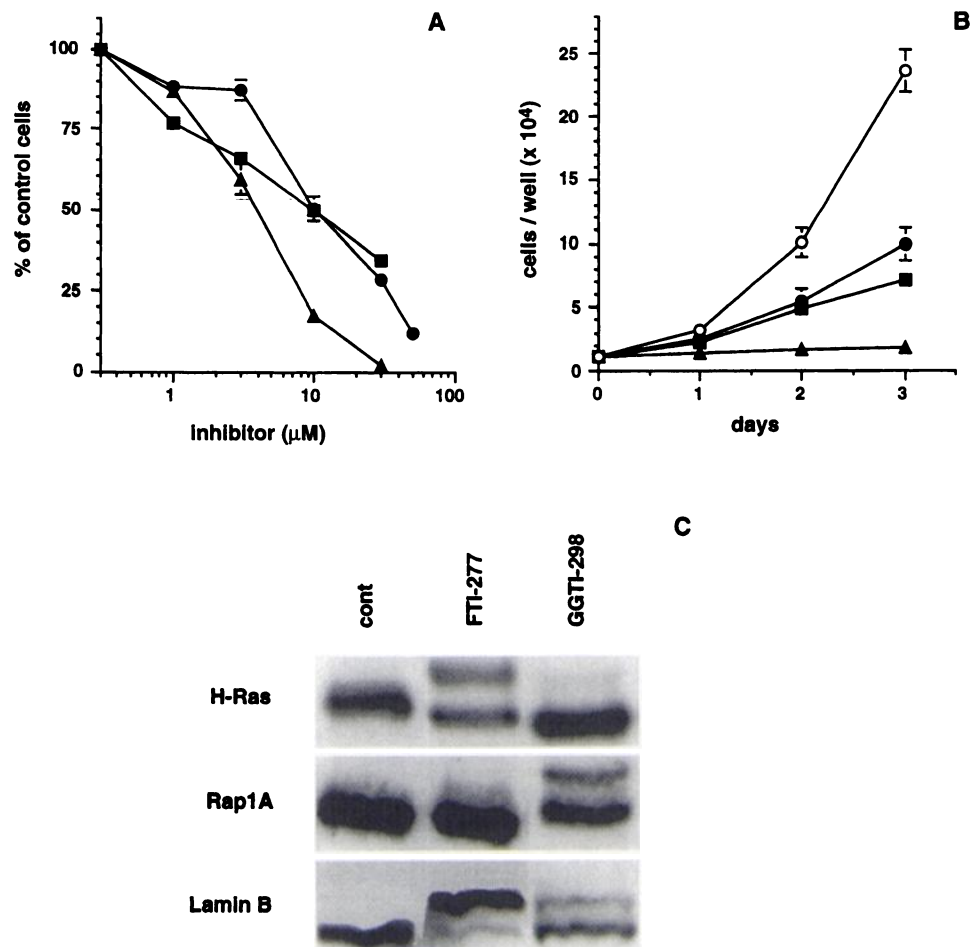 A
% of control cells
100
75
50
25
0
1
10
100
inhibitor (μM)
B
cells / well (x 10⁴)
25
20
15
10
5
0
0
1
2
3
days
C
cont
FTI-277
GGTI-298
H-Ras
Rap1A
Lamin B